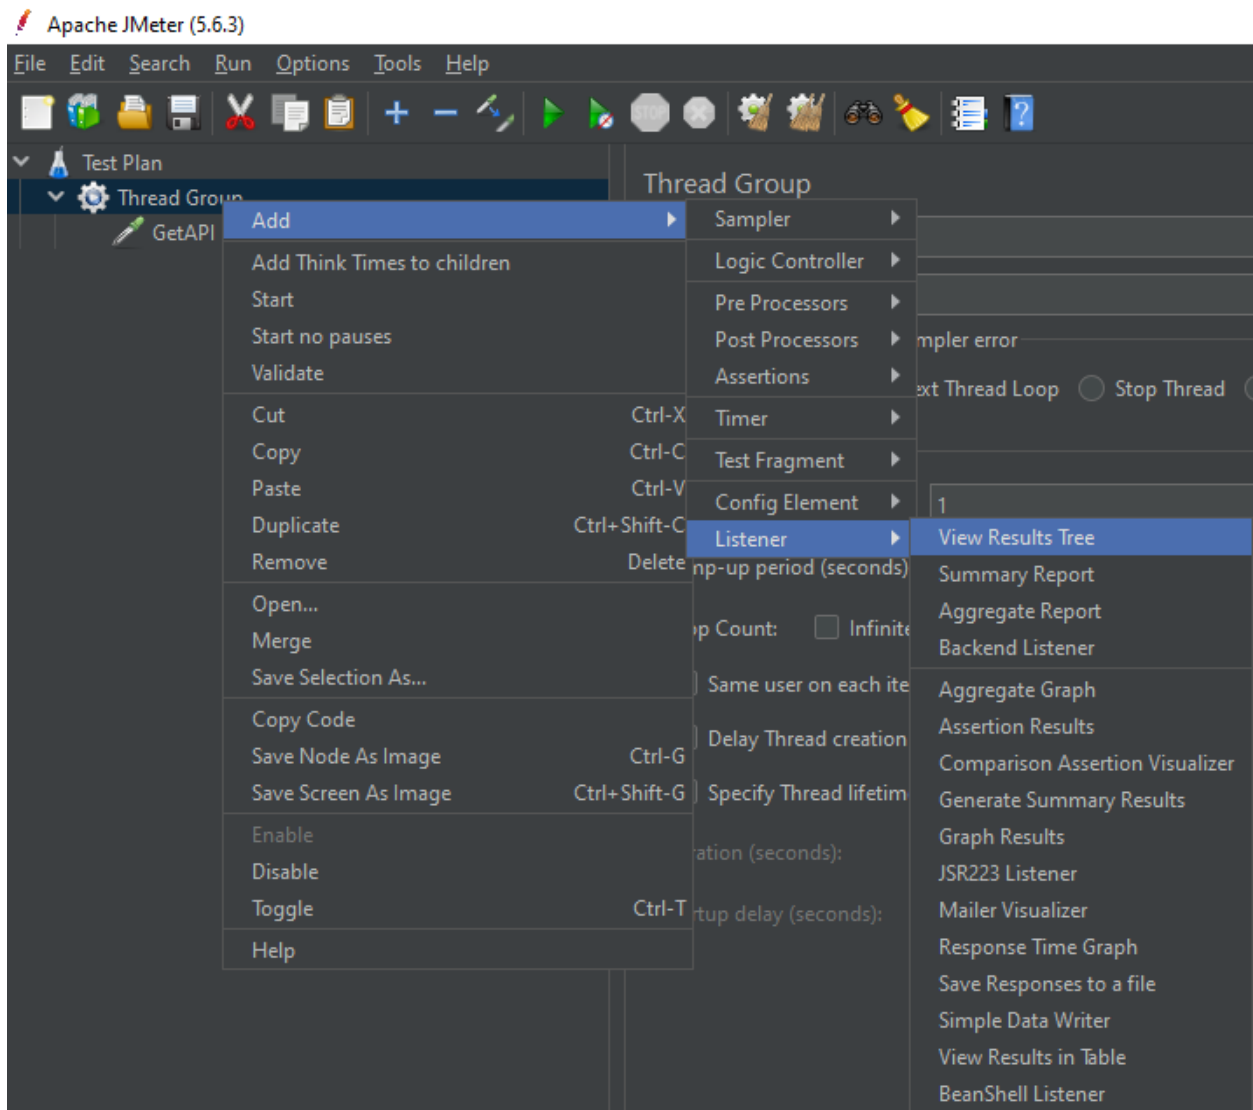 Apache JMeter (5.6.3)
File Edit Search Run Options Tools Help
STOP
Test Plan
Thread Group
GetAPI
Thread Group
Add
Add Think Times to children
Start
Start no pauses
Validate
Cut Ctrl-X
Copy Ctrl-C
Paste Ctrl-V
Duplicate Ctrl+Shift-C
Remove Delete
Open...
Merge
Save Selection As...
Copy Code
Save Node As Image Ctrl-G
Save Screen As Image Ctrl+Shift-G
Enable
Disable
Toggle Ctrl-T
Help
Sampler
Logic Controller
Pre Processors
Post Processors
Assertions
Timer
Test Fragment
Config Element
Listener
mpler error
ext Thread Loop Stop Thread
1
mp-up period (seconds)
op Count: Infinite
Same user on each ite
Delay Thread creation
Specify Thread lifetim
ration (seconds):
rtup delay (seconds):
View Results Tree
Summary Report
Aggregate Report
Backend Listener
Aggregate Graph
Assertion Results
Comparison Assertion Visualizer
Generate Summary Results
Graph Results
JSR223 Listener
Mailer Visualizer
Response Time Graph
Save Responses to a file
Simple Data Writer
View Results in Table
BeanShell Listener